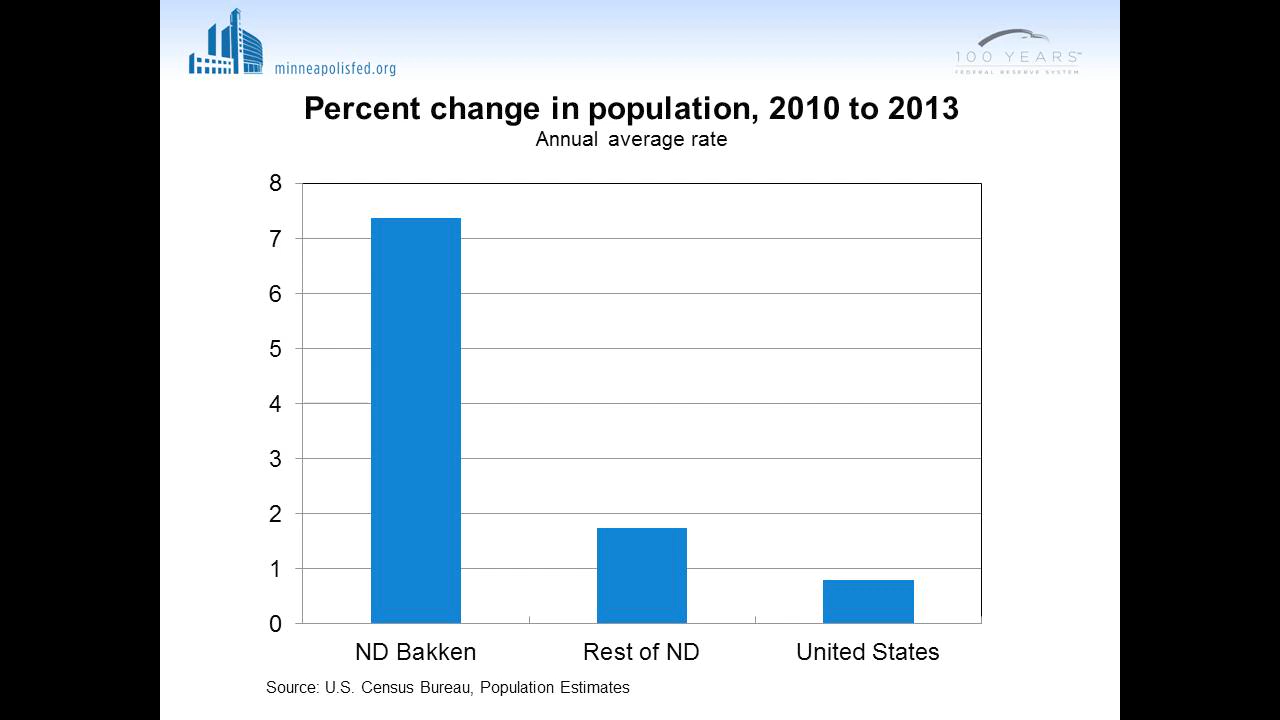 minneapolisfed.org
100 YEARS™
FEDERAL RESERVE SYSTEM
Percent change in population, 2010 to 2013
Annual average rate
8
7
6
5
4
3
2
1
0
ND Bakken Rest of ND United States
Source: U.S. Census Bureau, Population Estimates